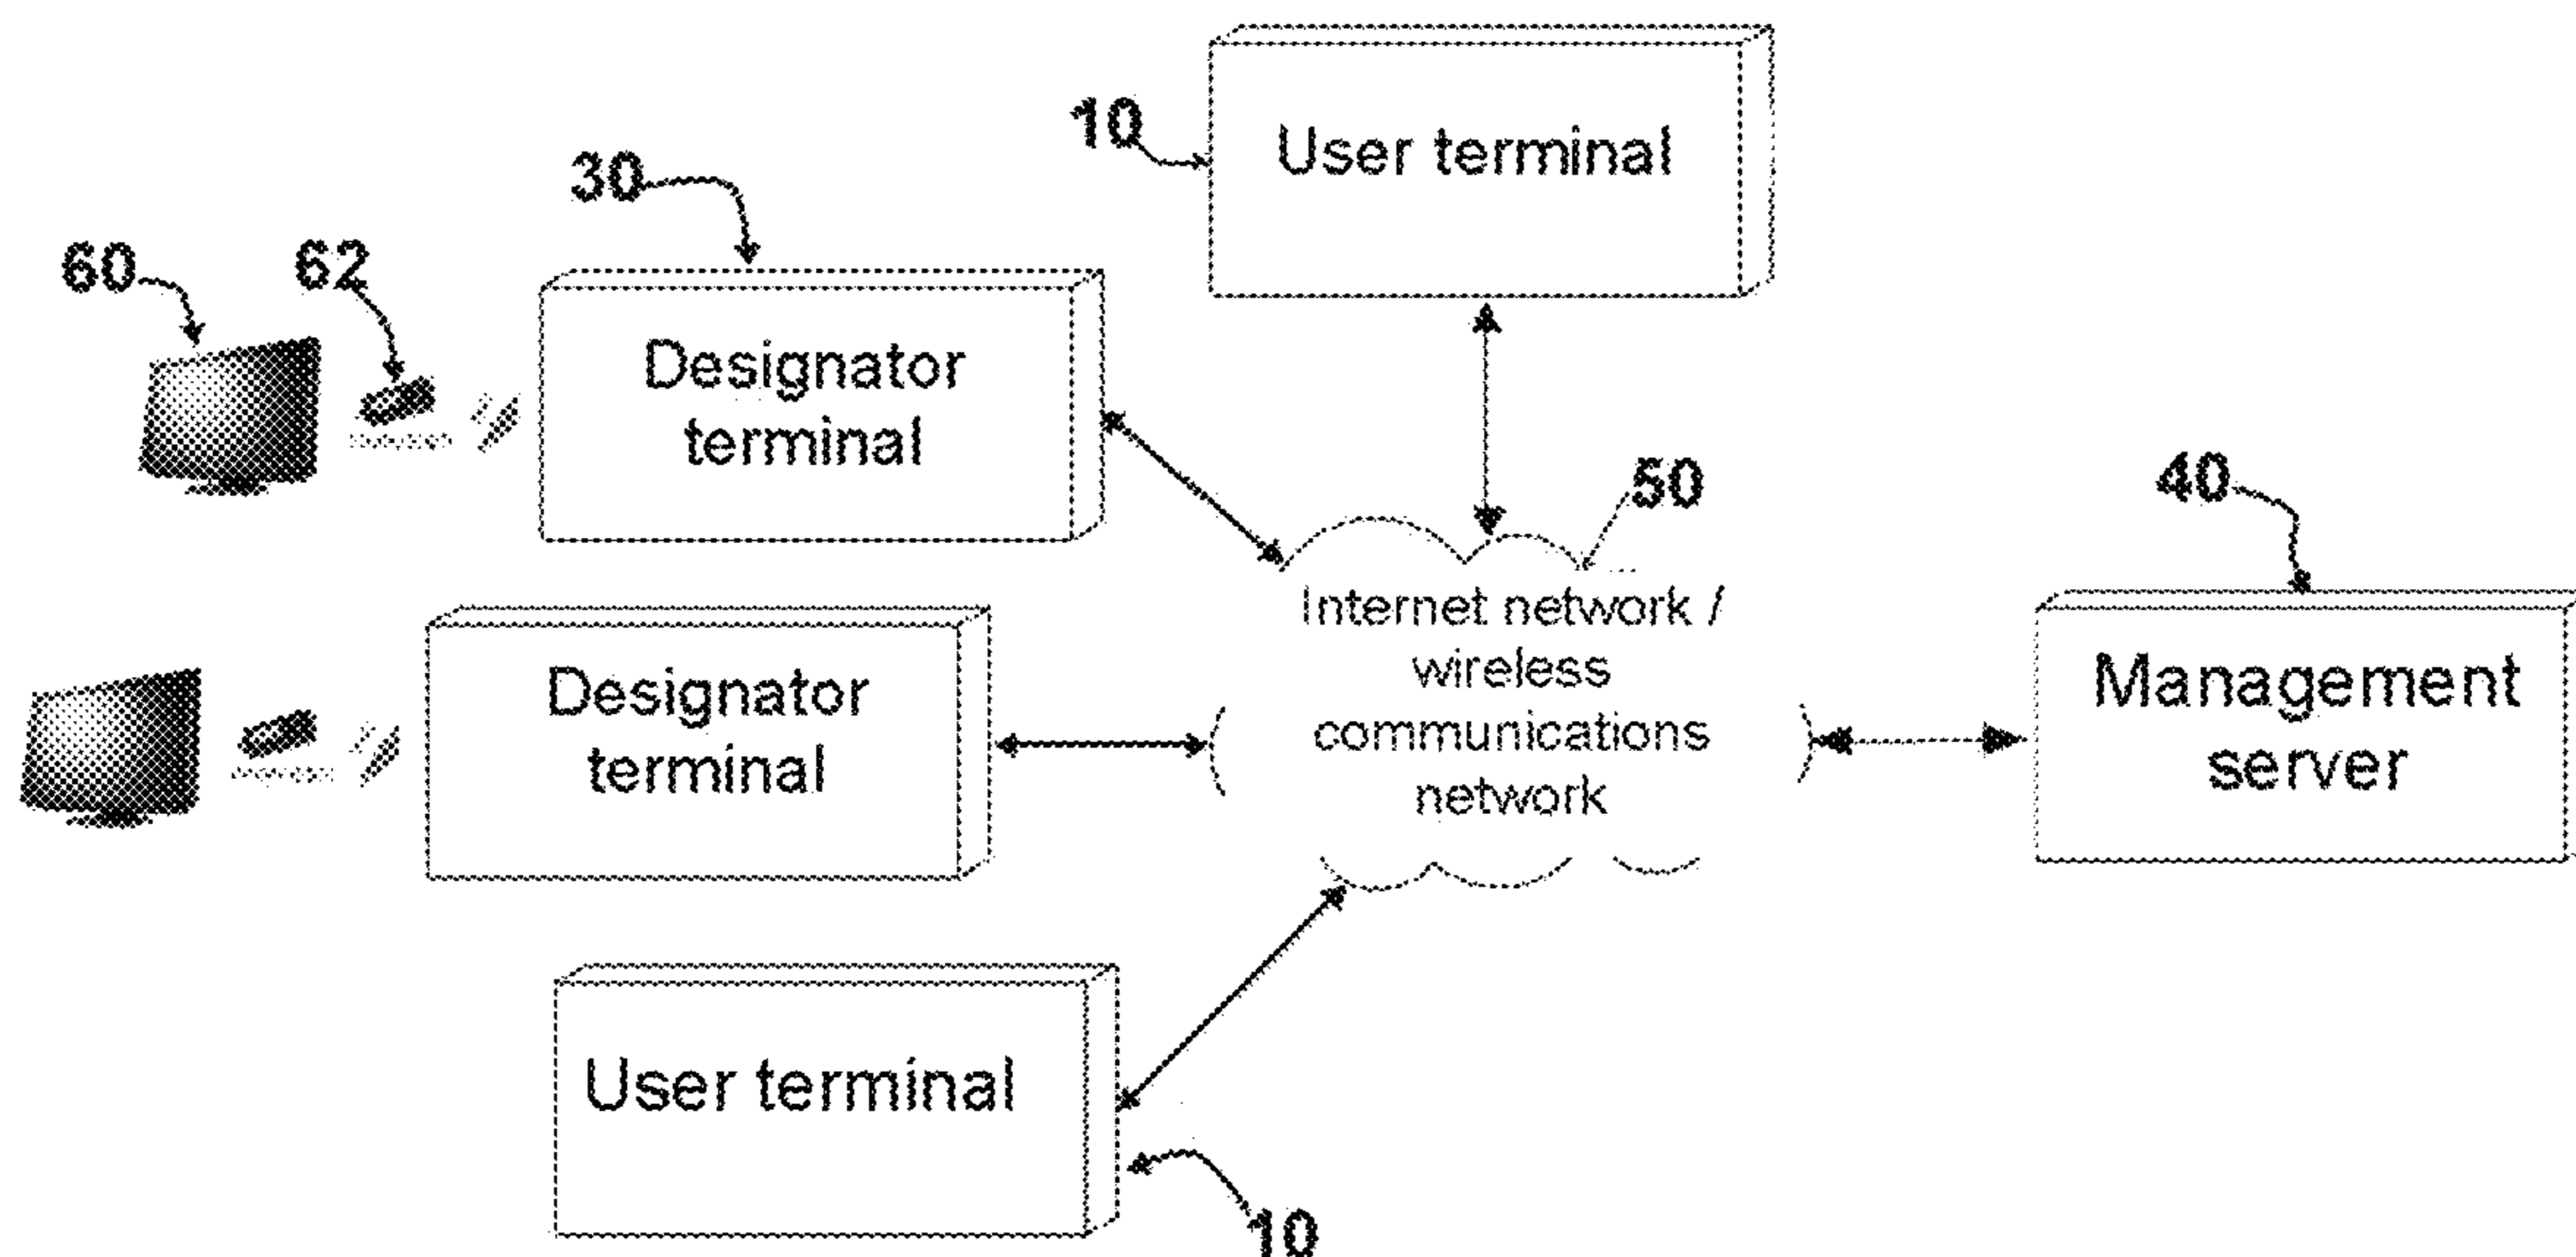 10
User terminal
30
60
62
Designator
terminal
50
40
Internet network /
wireless
communications
network
Designator
terminal
Management
server
User terminal
10